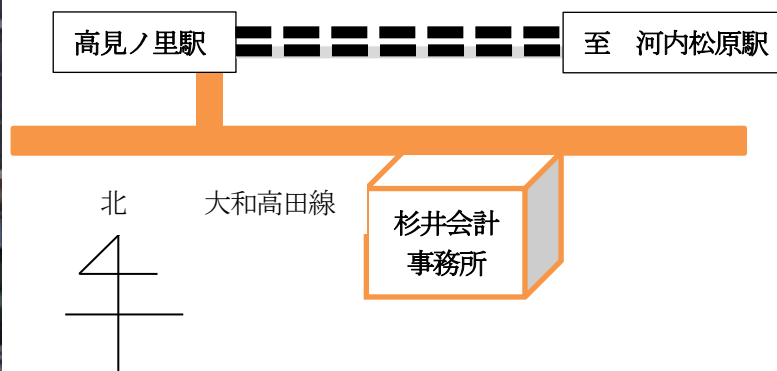 高見ノ里駅
至　河内松原駅
北
大和高田線
杉井会計
事務所